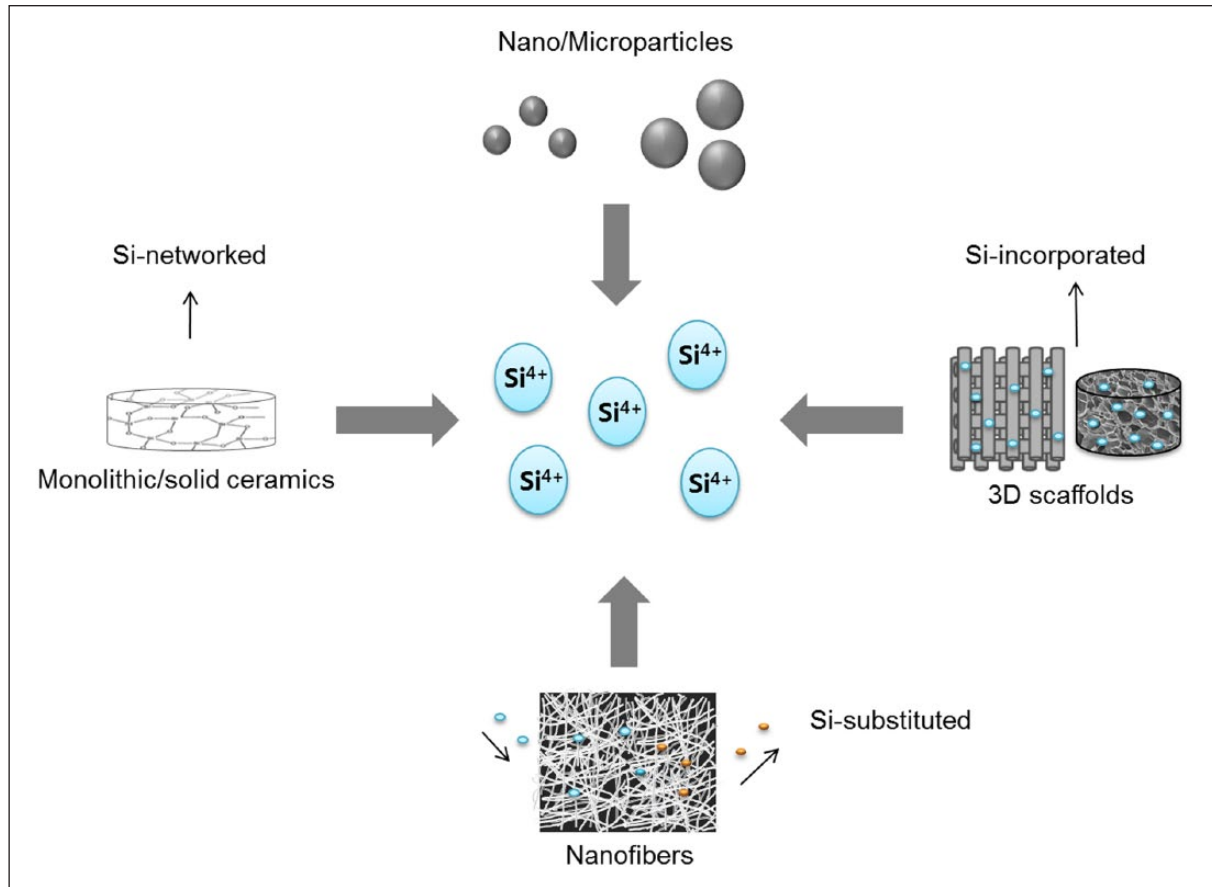 Nano/Microparticles
Si-networked
Si-incorporated
Si⁴⁺
Si⁴⁺
Si⁴⁺
Si⁴⁺
Si⁴⁺
Monolithic/solid ceramics
3D scaffolds
Si-substituted
Nanofibers